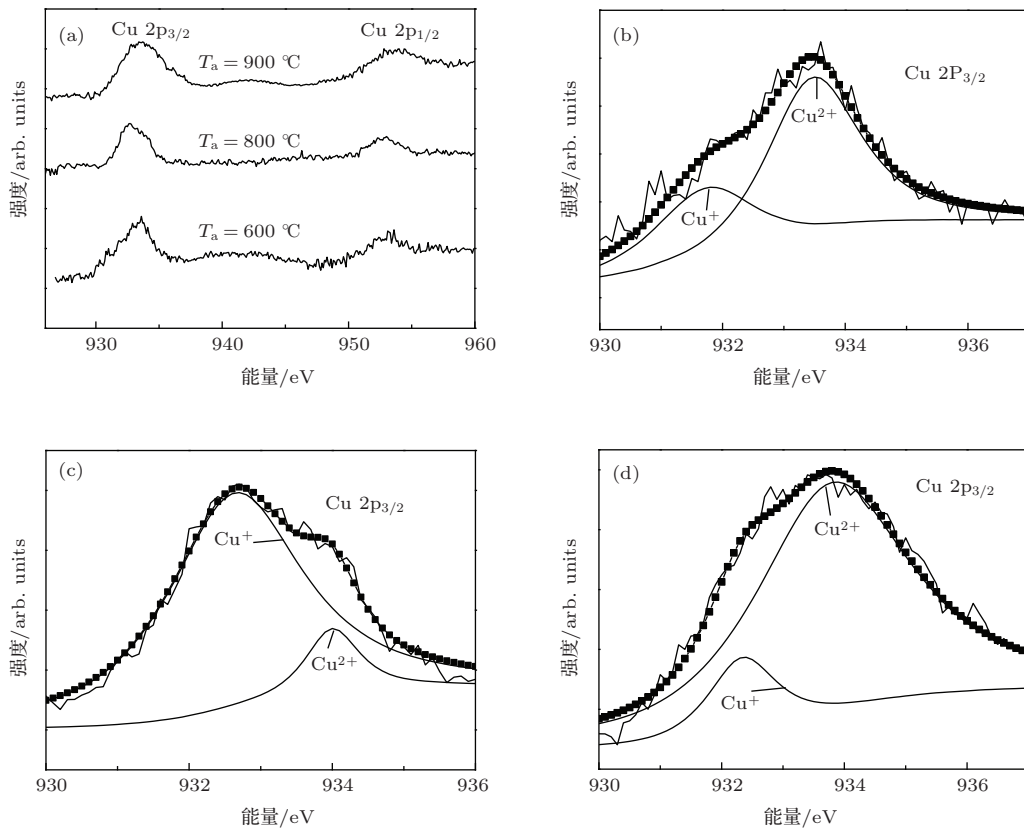 (a)
Cu 2p3/2
Cu 2p1/2
Ta = 900 ℃
Ta = 800 ℃
Ta = 600 ℃
强度/arb. units
930
940
950
960
能量/eV
(b)
Cu 2P3/2
Cu2+
Cu+
强度/arb. units
930
932
934
936
能量/eV
(c)
Cu 2p3/2
Cu+
Cu2+
强度/arb. units
930
932
934
936
能量/eV
(d)
Cu 2p3/2
Cu2+
Cu+
强度/arb. units
930
932
934
936
能量/eV